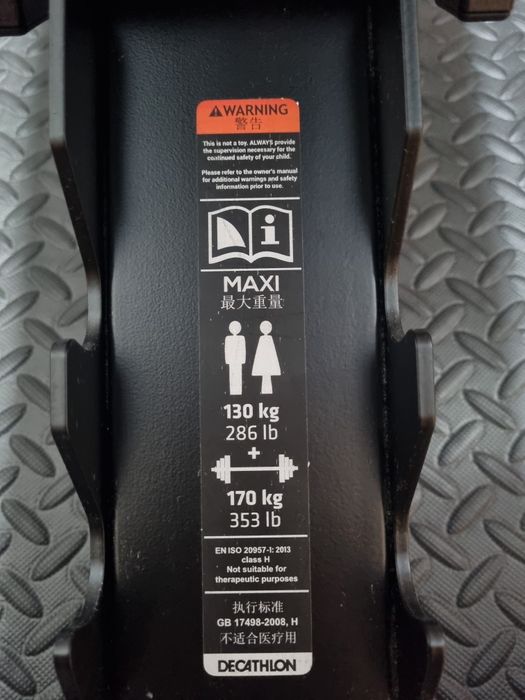 WARNING
警告
This is not a toy. ALWAYS provide
the supervision necessary for the
continued safety of your child.
Please refer to the owner's manual
for additional warnings and safety
information prior to use.
i
MAXI
最大重量
130 kg
286 lb
+
170 kg
353 lb
EN ISO 20957-1: 2013
class H
Not suitable for
therapeutic purposes
执行标准
GB 17498-2008, H
不适合医疗用
DECATHLON